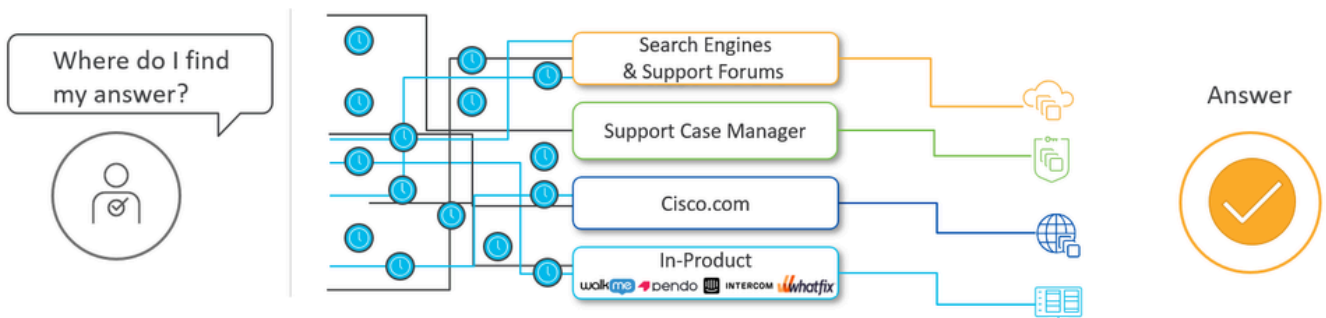 Where do I find
my answer?
Search Engines
& Support Forums
Support Case Manager
Cisco.com
In-Product
walkme pendo INTERCOM whatfix
Answer